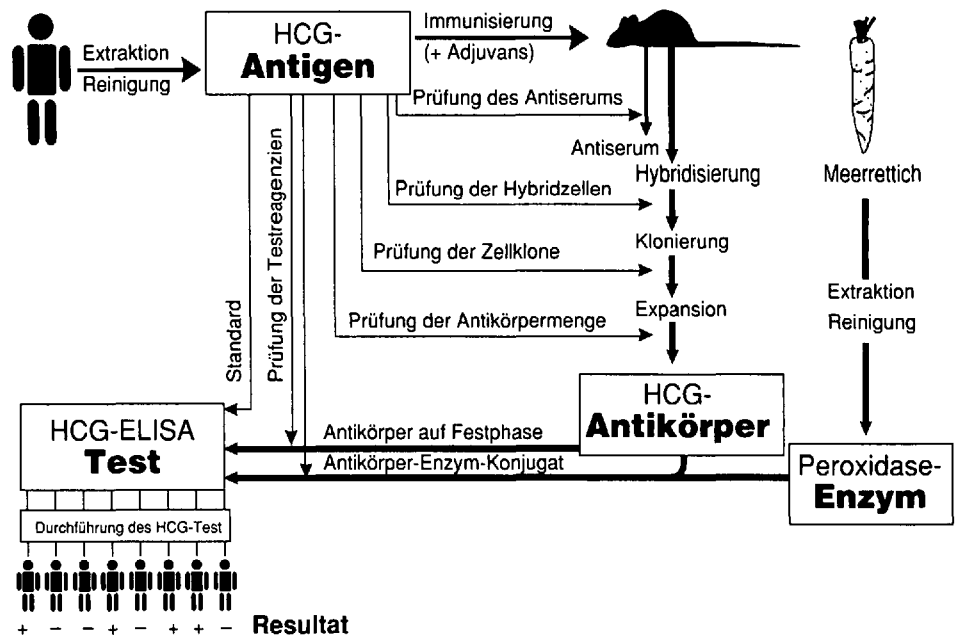 Extraktion
Reinigung
HCG-
Antigen
Immunisierung
(+ Adjuvans)
Prüfung des Antiserums
Antiserum
Hybridisierung
Meerrettich
Prüfung der Hybridzellen
Klonierung
Prüfung der Zellklone
Expansion
Extraktion
Reinigung
Prüfung der Antikörpermenge
Standard
Prüfung der Testreagenzien
HCG-
Antikörper
HCG-ELISA
Test
Antikörper auf Festphase
Antikörper-Enzym-Konjugat
Peroxidase-
Enzym
Durchführung des HCG-Test
+ − − + − + + − Resultat